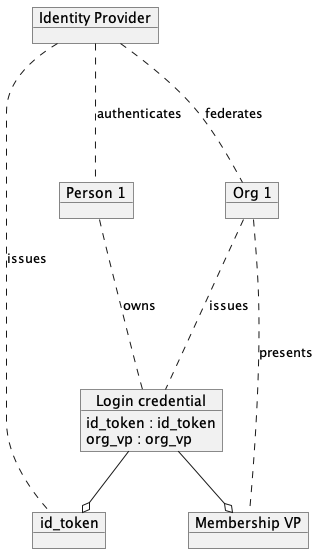 Identity Provider
authenticates
federates
Person 1
Org 1
issues
owns
issues
presents
Login credential
id_token : id_token
org_vp : org_vp
id_token
Membership VP